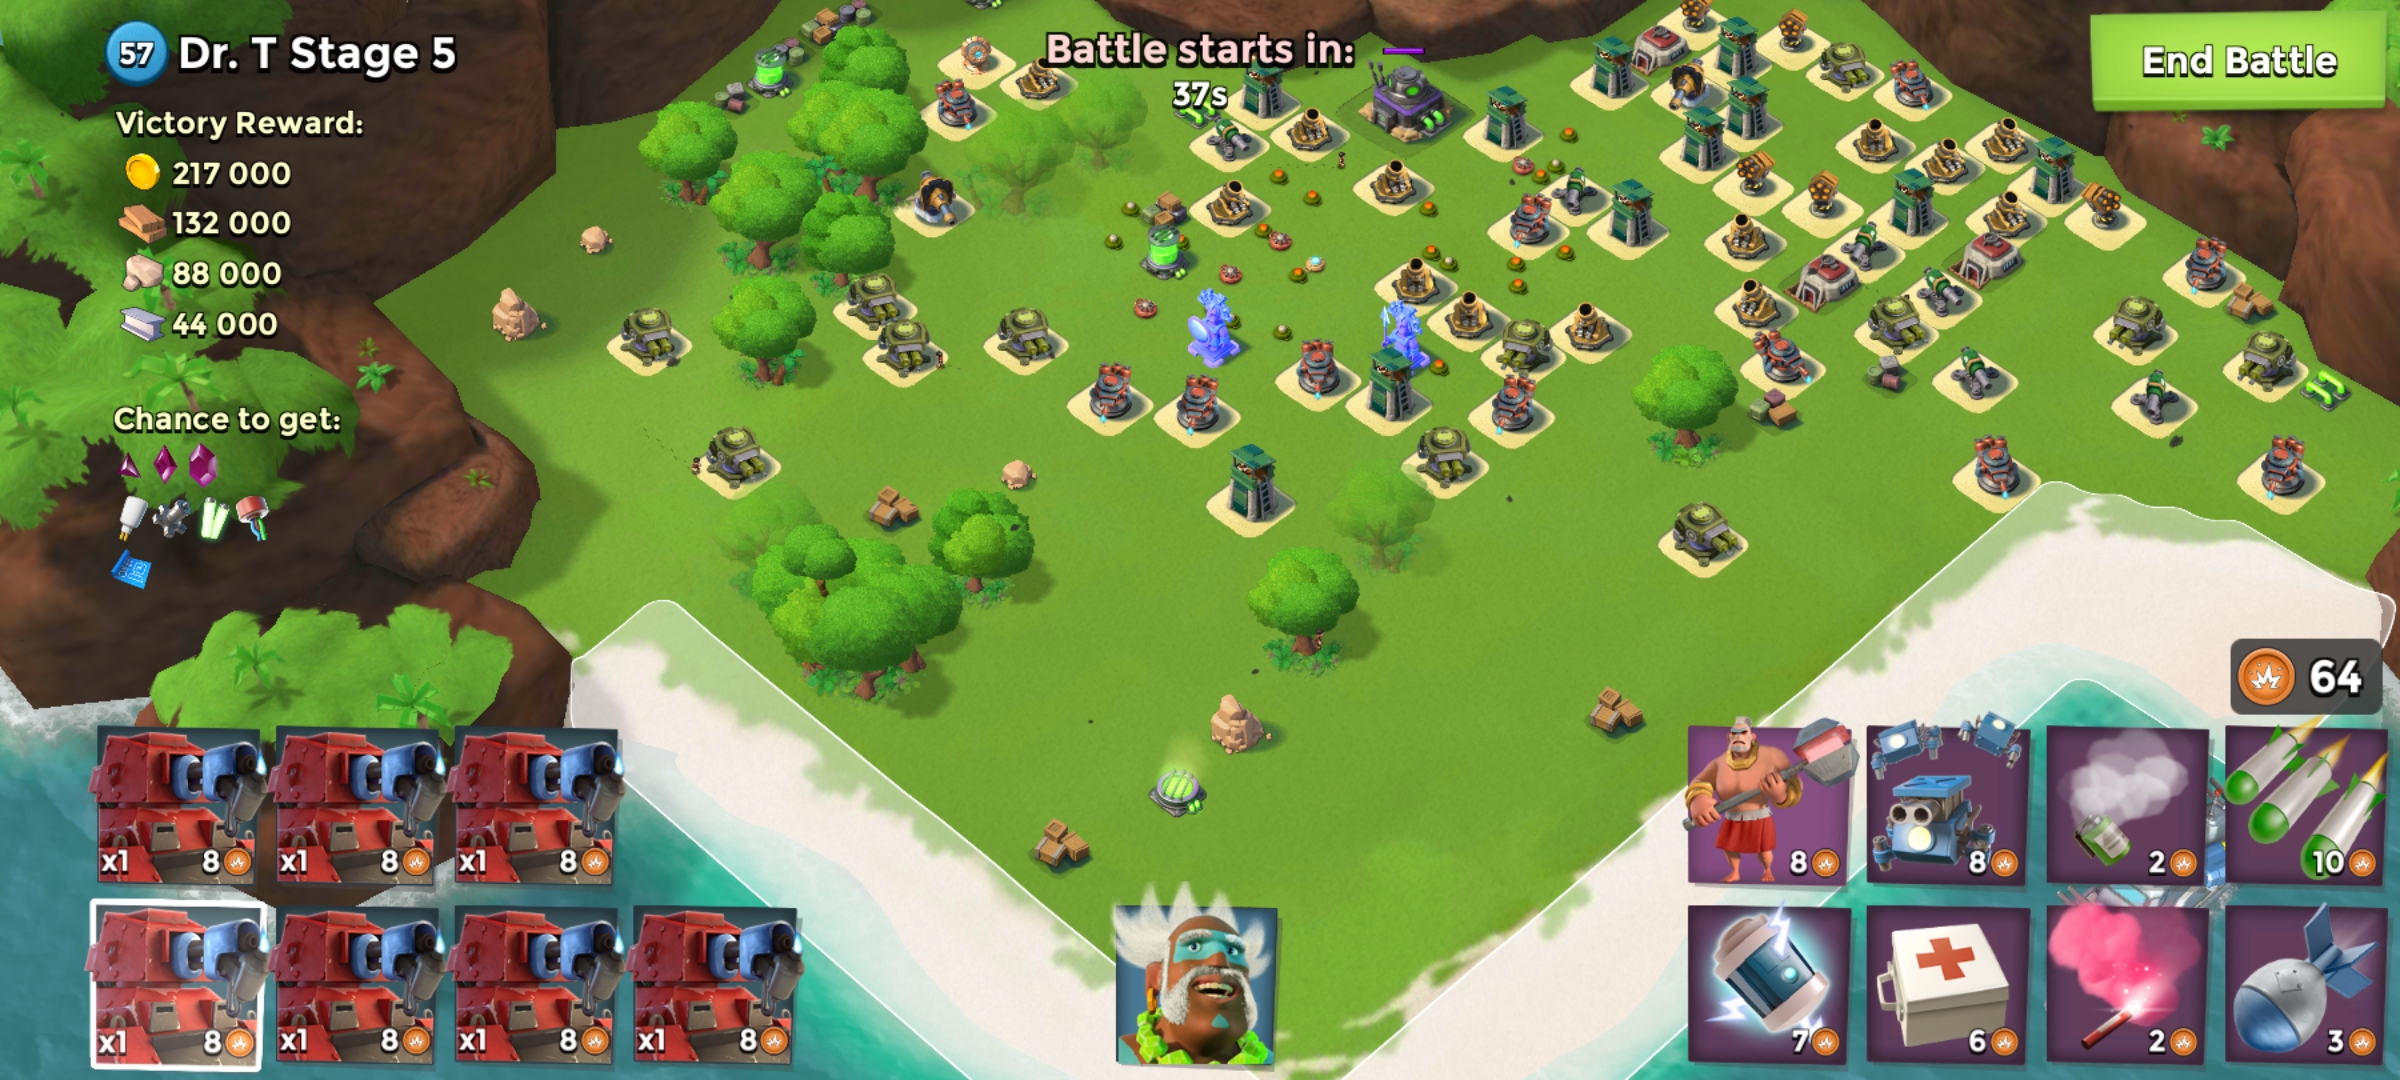 57 Dr. T Stage 5
Battle starts in:
37s
End Battle
Victory Reward:
217 000
132 000
88 000
44 000
Chance to get:
64
x1 8
x1 8
x1 8
8
8
2
10
x1 8
x1 8
x1 8
x1 8
7
6
2
3